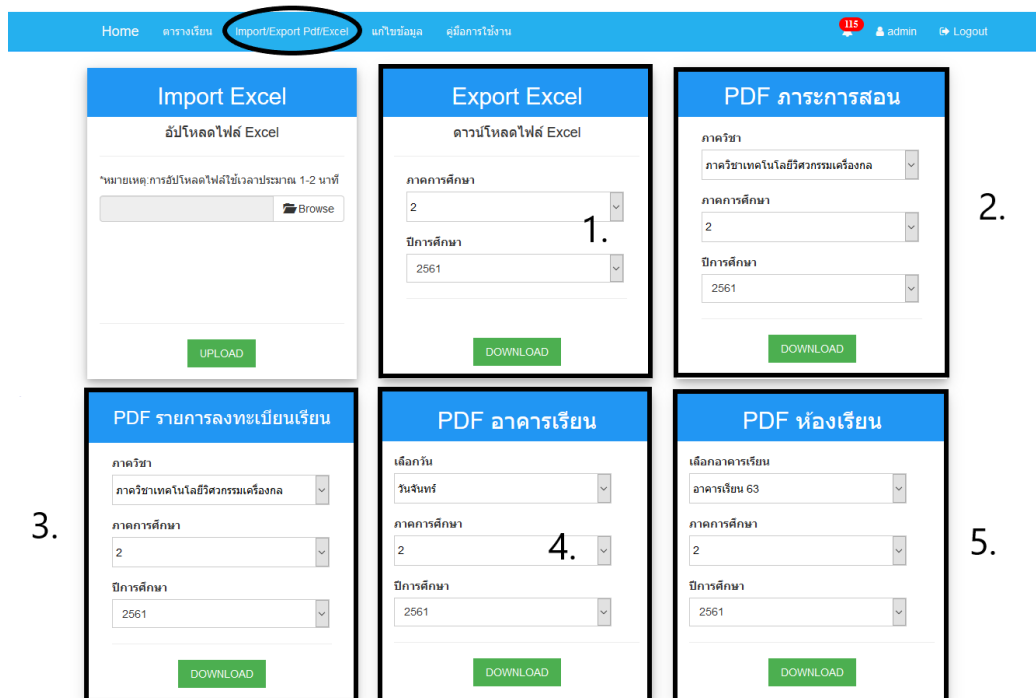 Home ตารางเรียน Import/Export Pdf/Excel แก้ไขข้อมูล คู่มือการใช้งาน 115 admin Logout
Import Excel
อัปโหลดไฟล์ Excel
*หมายเหตุ:การอัปโหลดไฟล์ใช้เวลาประมาณ 1-2 นาที
Browse
UPLOAD
Export Excel
ดาวน์โหลดไฟล์ Excel
ภาคการศึกษา
2
1.
ปีการศึกษา
2561
DOWNLOAD
PDF ภาระการสอน
ภาควิชา
ภาควิชาเทคโนโลยีวิศวกรรมเครื่องกล
ภาคการศึกษา
2
ปีการศึกษา
2561
DOWNLOAD
2.
3.
PDF รายการลงทะเบียนเรียน
ภาควิชา
ภาควิชาเทคโนโลยีวิศวกรรมเครื่องกล
ภาคการศึกษา
2
ปีการศึกษา
2561
DOWNLOAD
PDF อาคารเรียน
เลือกวัน
วันจันทร์
ภาคการศึกษา
2
4.
ปีการศึกษา
2561
DOWNLOAD
PDF ห้องเรียน
เลือกอาคารเรียน
อาคารเรียน 63
ภาคการศึกษา
2
ปีการศึกษา
2561
DOWNLOAD
5.